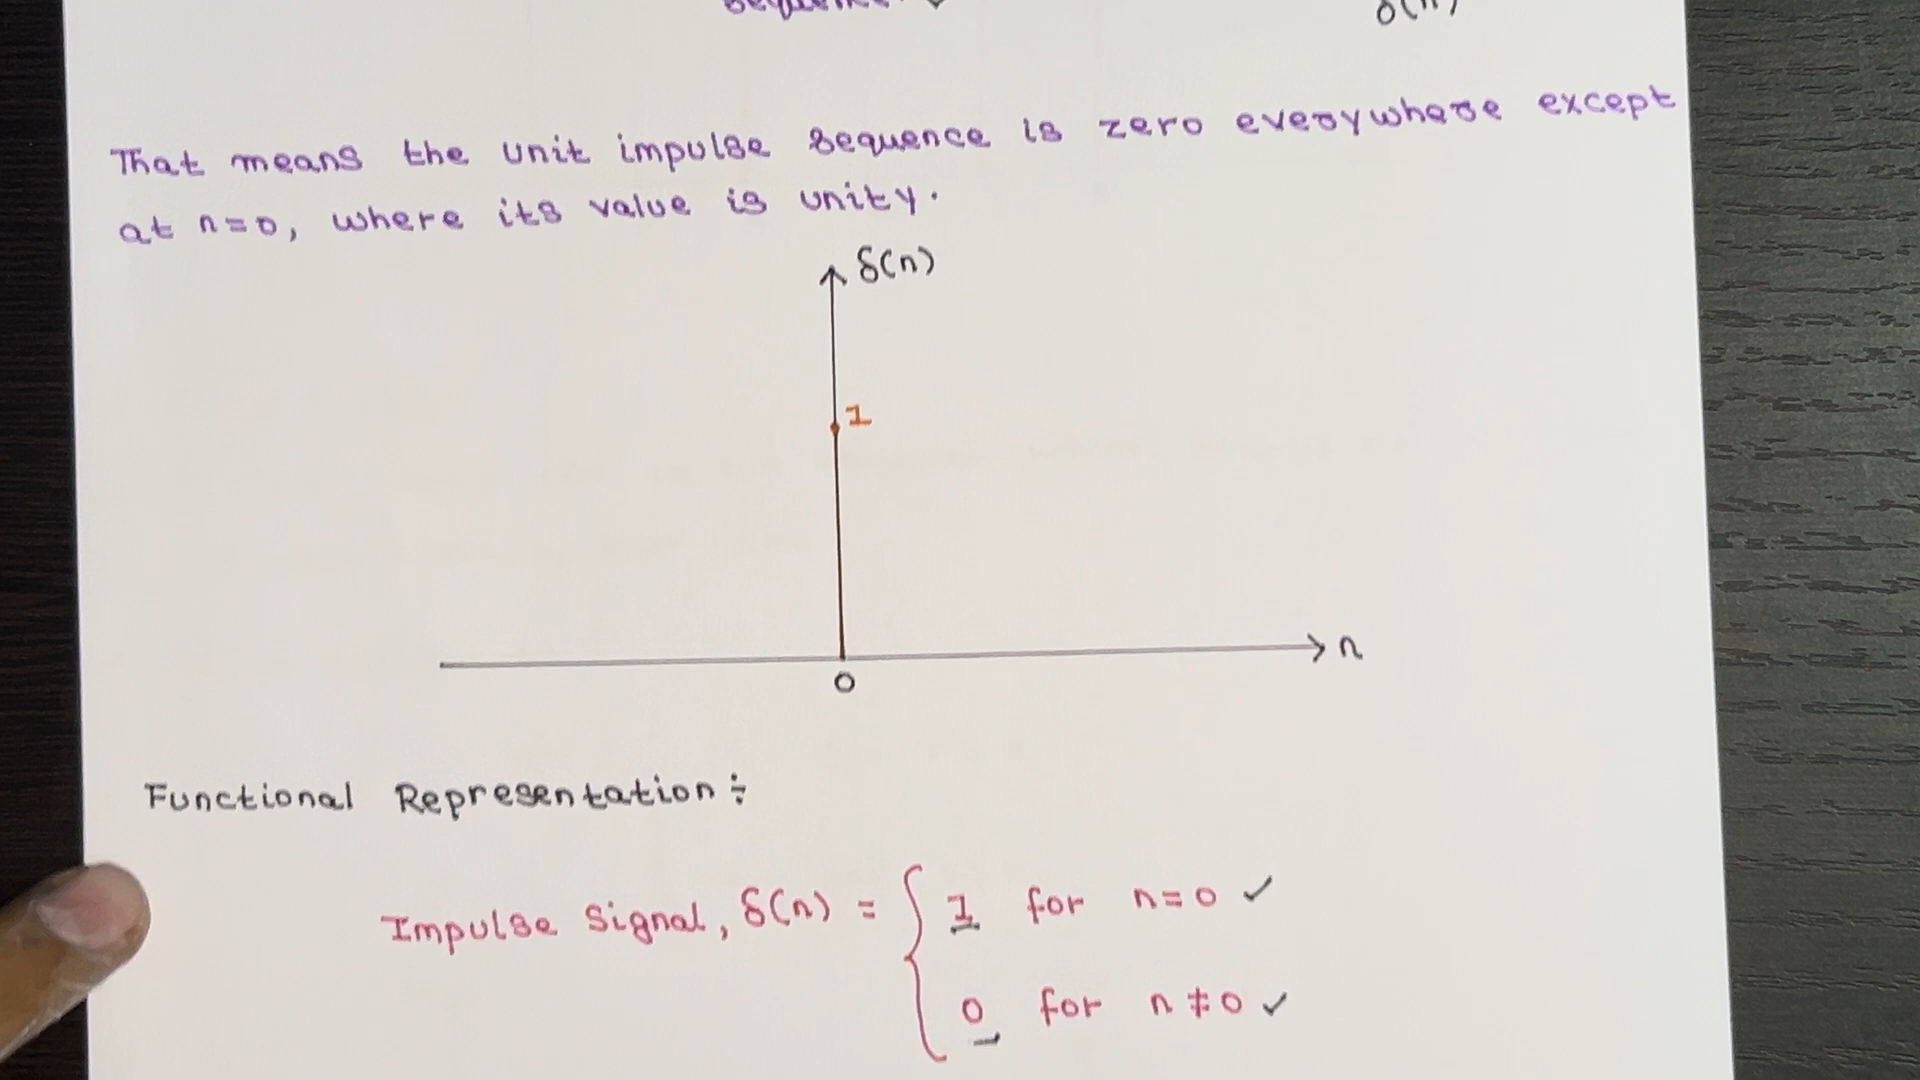 δ(n)
That means the unit impulse sequence is zero everywhere except
at n=0, where its value is unity.
δ(n)
1
n
0
Functional Representation÷
Impulse Signal, δ(n) = { 1 for n=0 ✓
0 for n≠0 ✓